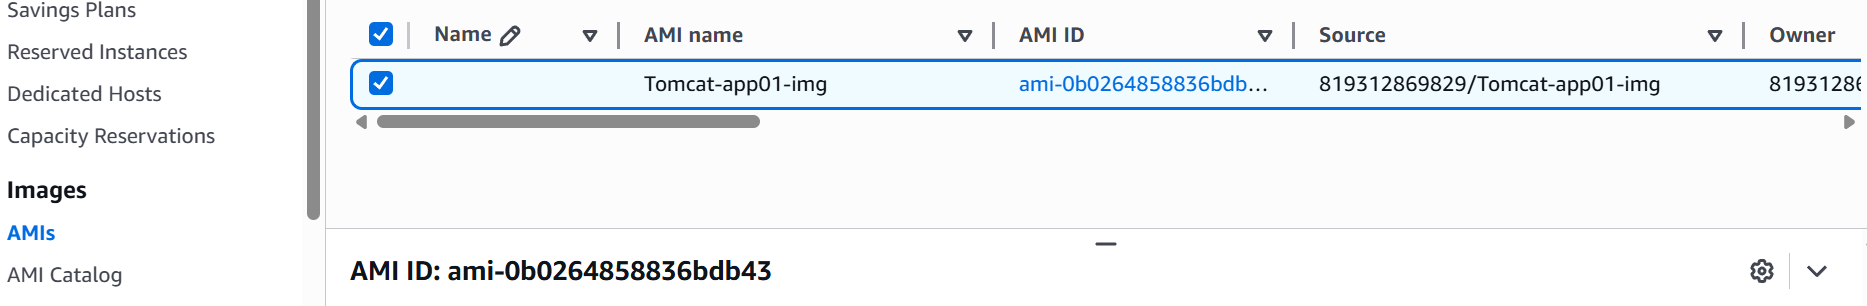 Savings Plans
Reserved Instances
Dedicated Hosts
Capacity Reservations
Images
AMIs
AMI Catalog
Name AMI name AMI ID Source Owner
Tomcat-app01-img ami-0b0264858836bdb... 819312869829/Tomcat-app01-img 81931286
AMI ID: ami-0b0264858836bdb43